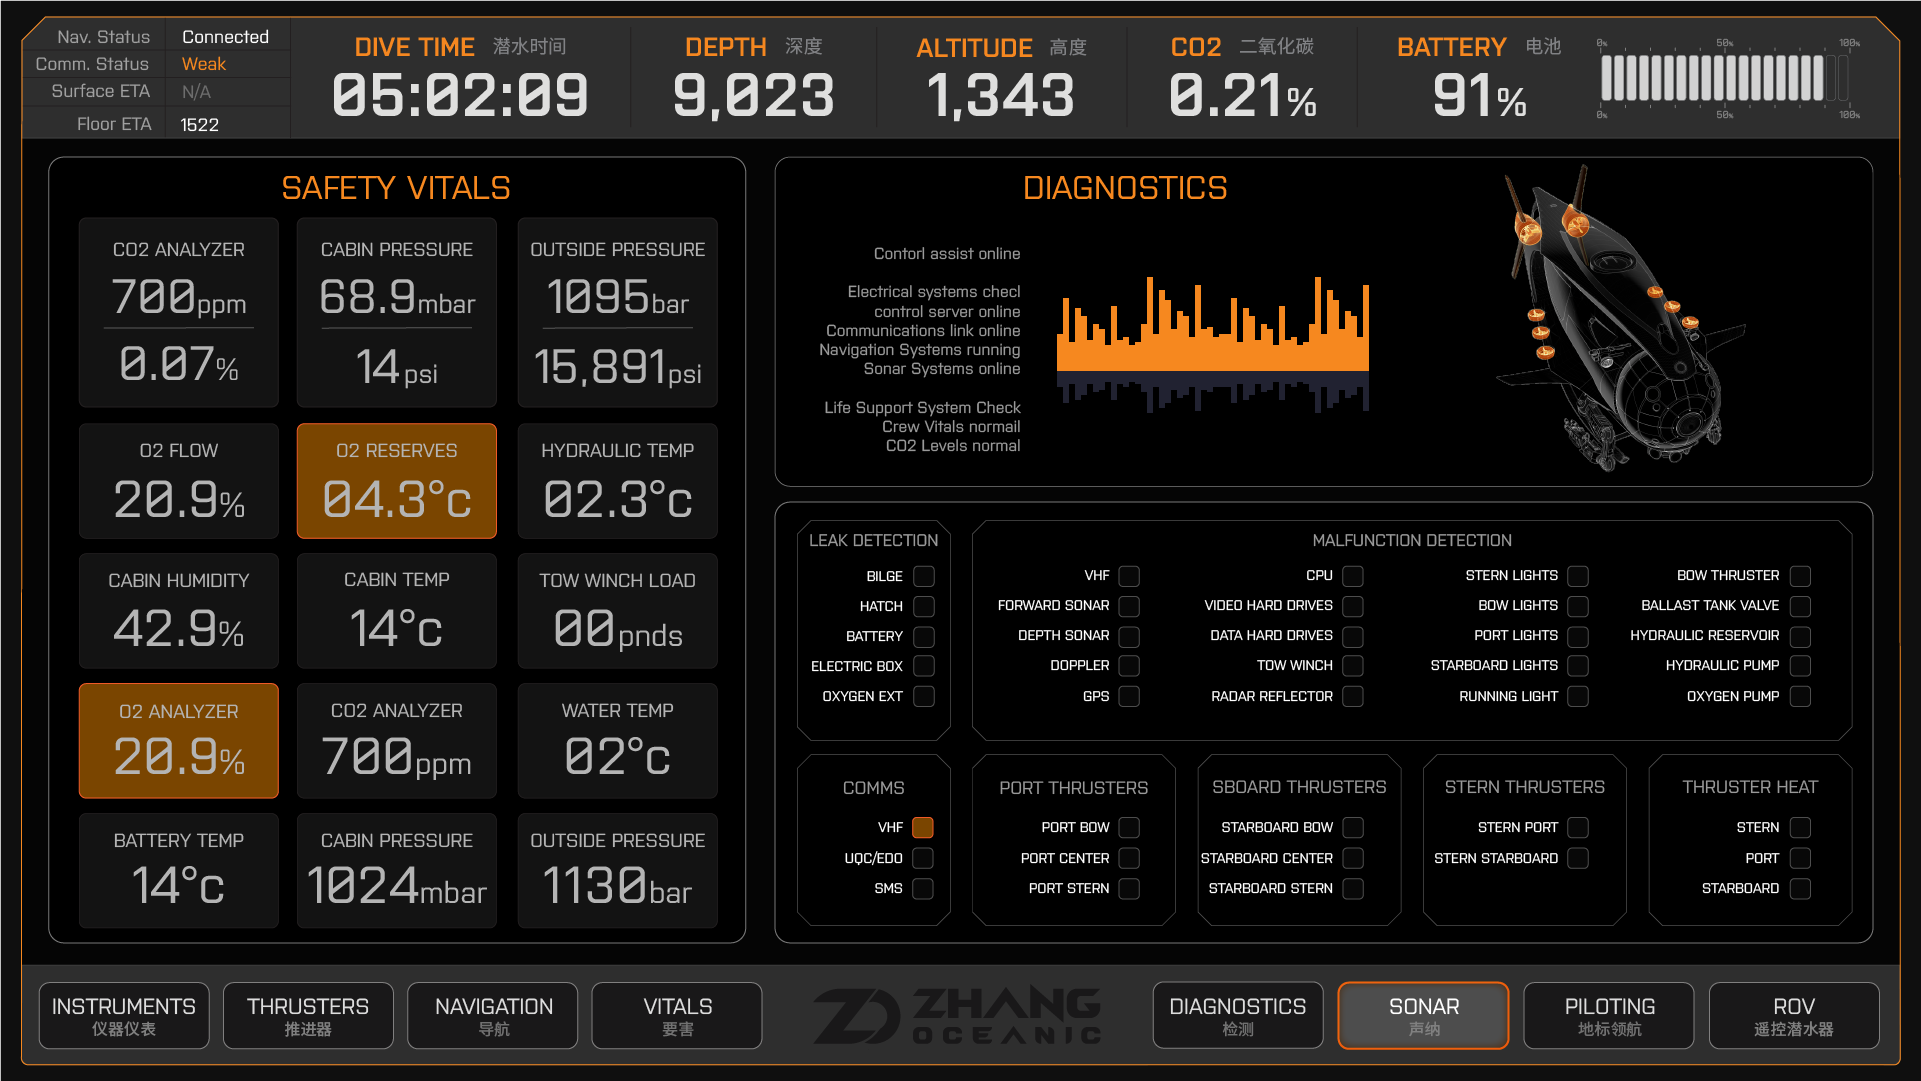 Nav. Status Connected
Comm. Status Weak
Surface ETA N/A
Floor ETA 1522
DIVE TIME 潜水时间
05:02:09
DEPTH 深度
9,023
ALTITUDE 高度
1,343
CO2 二氧化碳
0.21%
BATTERY 电池
91%
0% 50% 100%
0% 50% 100%
SAFETY VITALS
CO2 ANALYZER
700ppm
0.07%
CABIN PRESSURE
68.9mbar
14psi
OUTSIDE PRESSURE
1095bar
15,891psi
O2 FLOW
20.9%
O2 RESERVES
04.3°c
HYDRAULIC TEMP
02.3°c
CABIN HUMIDITY
42.9%
CABIN TEMP
14°c
TOW WINCH LOAD
00pnds
O2 ANALYZER
20.9%
CO2 ANALYZER
700ppm
WATER TEMP
02°c
BATTERY TEMP
14°c
CABIN PRESSURE
1024mbar
OUTSIDE PRESSURE
1130bar
DIAGNOSTICS
Contorl assist online
Electrical systems checl
control server online
Communications link online
Navigation Systems running
Sonar Systems online
Life Support System Check
Crew Vitals normail
CO2 Levels normal
LEAK DETECTION
BILGE
HATCH
BATTERY
ELECTRIC BOX
OXYGEN EXT
MALFUNCTION DETECTION
VHF
FORWARD SONAR
DEPTH SONAR
DOPPLER
GPS
CPU
VIDEO HARD DRIVES
DATA HARD DRIVES
TOW WINCH
RADAR REFLECTOR
STERN LIGHTS
BOW LIGHTS
PORT LIGHTS
STARBOARD LIGHTS
RUNNING LIGHT
BOW THRUSTER
BALLAST TANK VALVE
HYDRAULIC RESERVOIR
HYDRAULIC PUMP
OXYGEN PUMP
COMMS
VHF
UQC/EDO
SMS
PORT THRUSTERS
PORT BOW
PORT CENTER
PORT STERN
SBOARD THRUSTERS
STARBOARD BOW
STARBOARD CENTER
STARBOARD STERN
STERN THRUSTERS
STERN PORT
STERN STARBOARD
THRUSTER HEAT
STERN
PORT
STARBOARD
INSTRUMENTS
仪器仪表
THRUSTERS
推进器
NAVIGATION
导航
VITALS
要害
ZHANG
OCEANIC
DIAGNOSTICS
检测
SONAR
声纳
PILOTING
地标领航
ROV
遥控潜水器